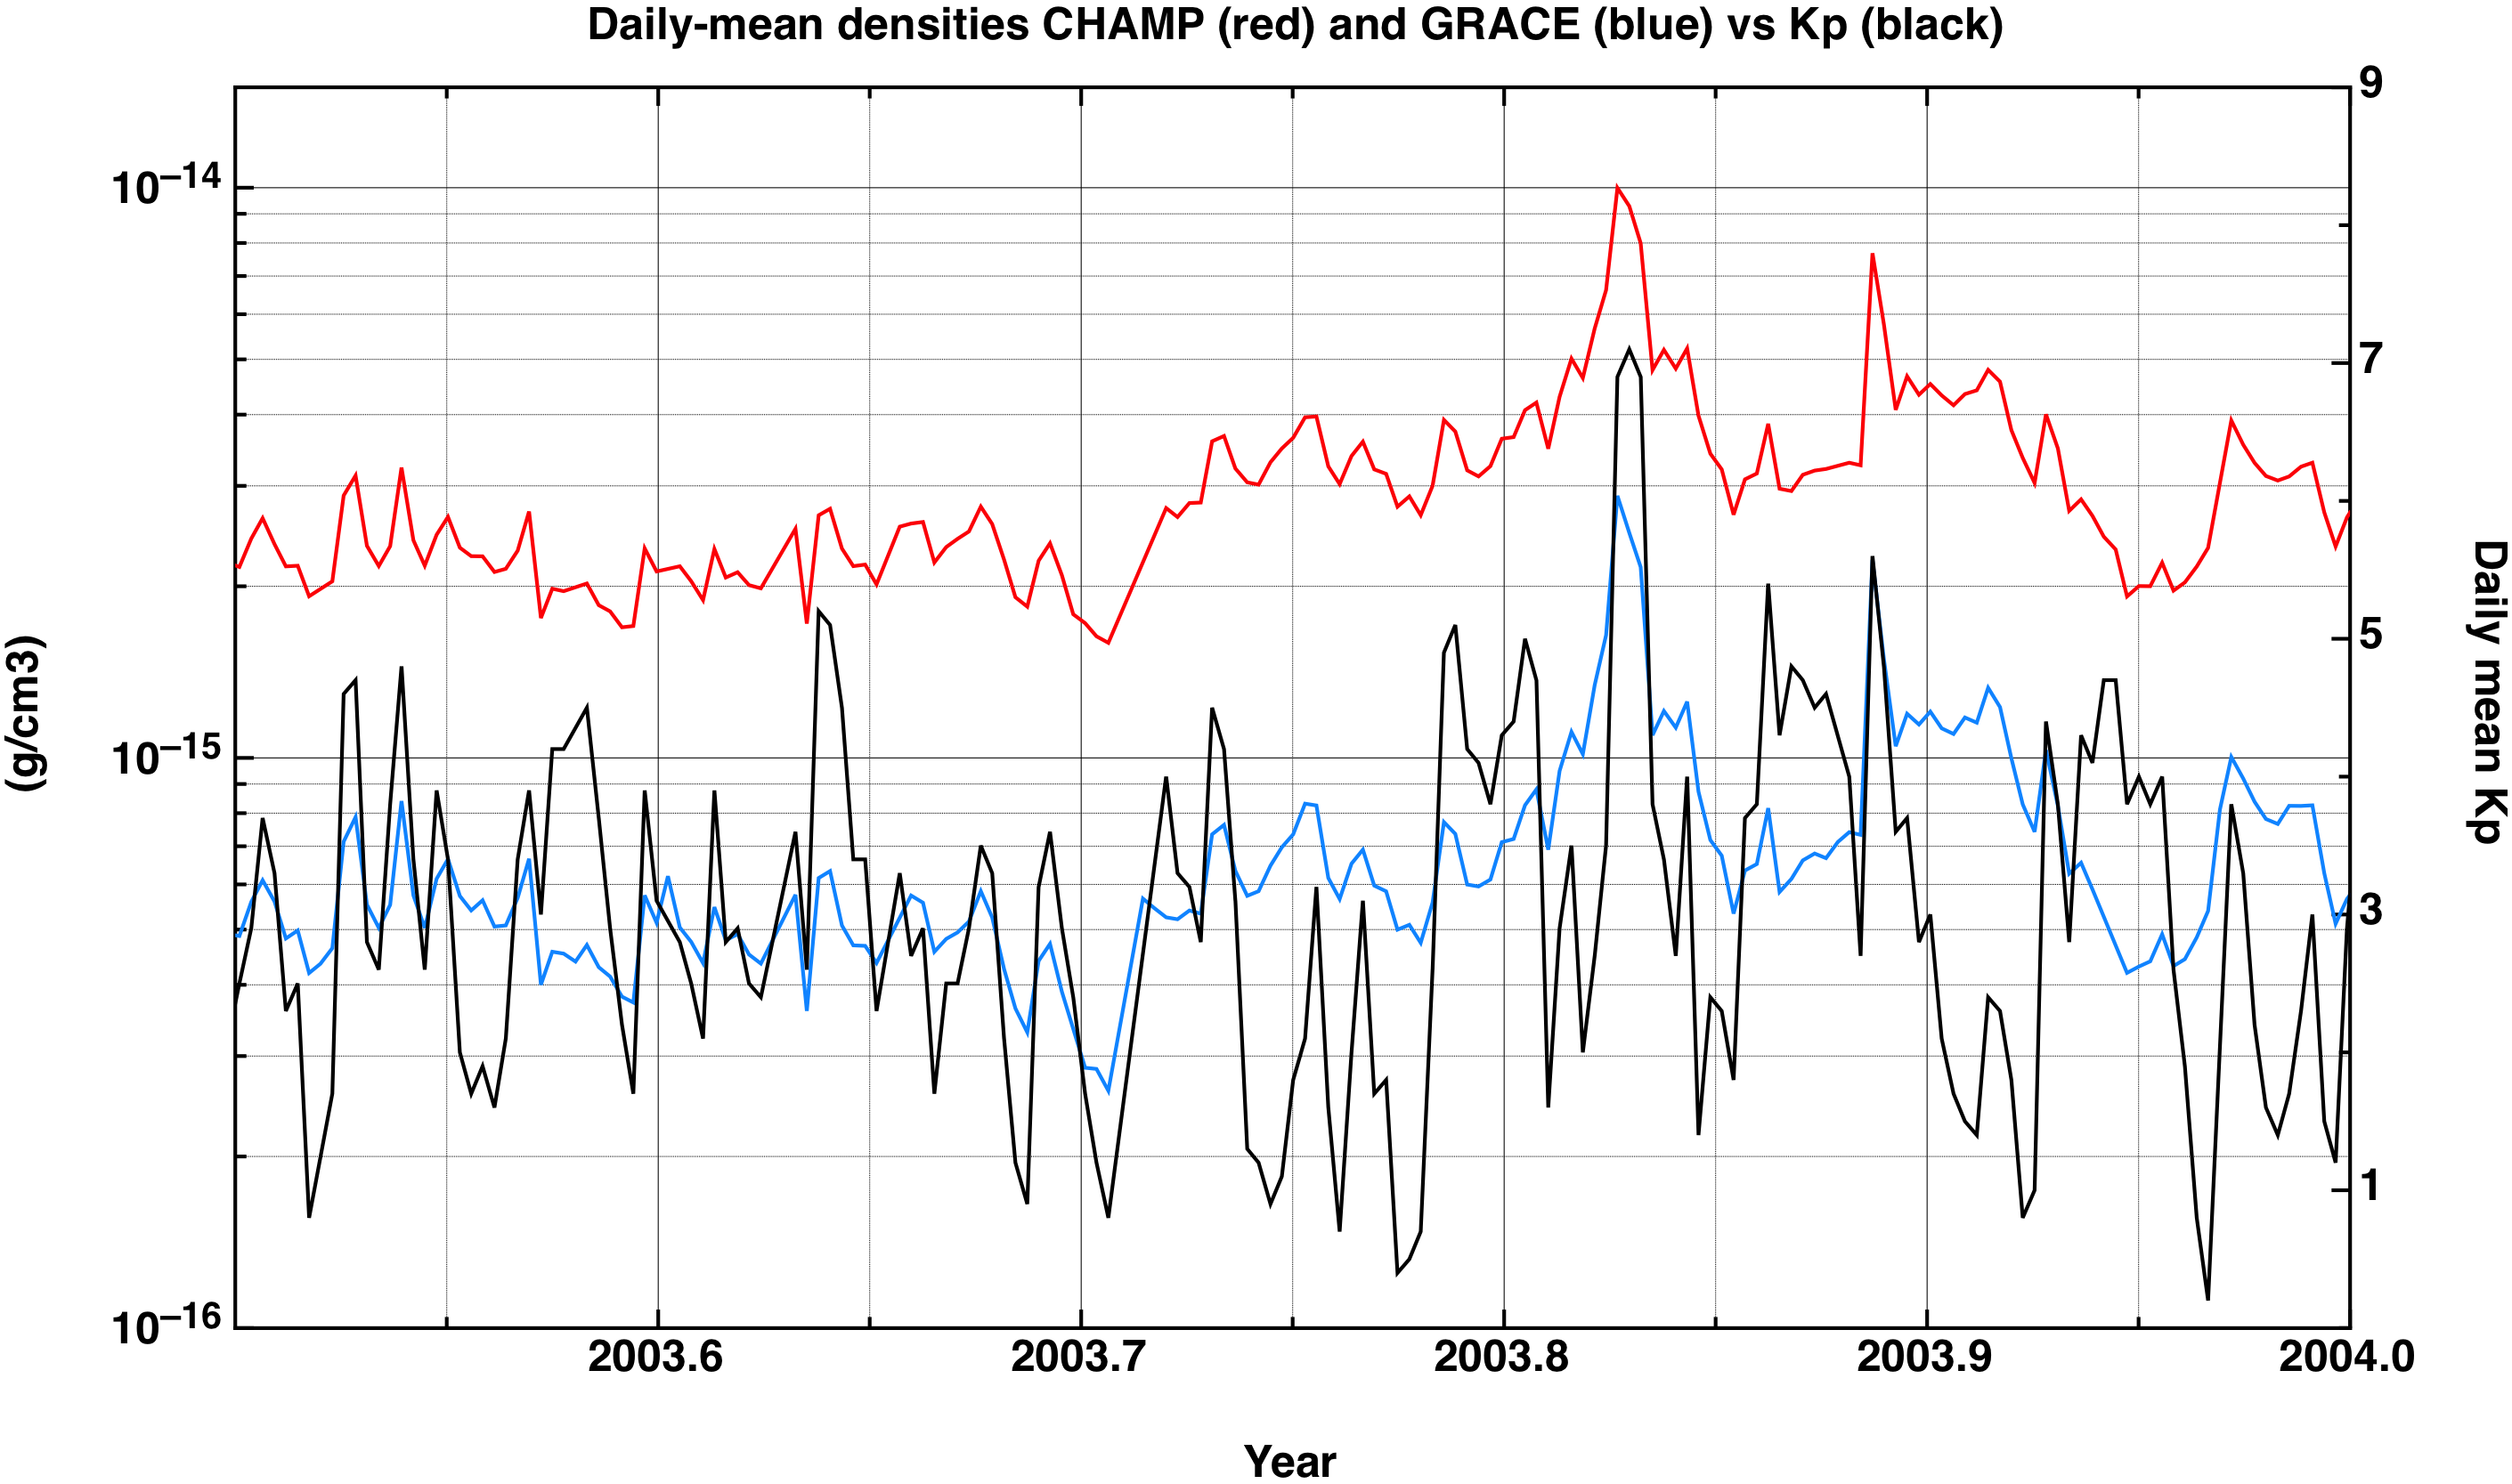 Daily-mean densities CHAMP (red) and GRACE (blue) vs Kp (black)
9
10−14
7
5
(g/cm3)
Daily mean Kp
10−15
3
1
10−16
2003.6 2003.7 2003.8 2003.9 2004.0
Year